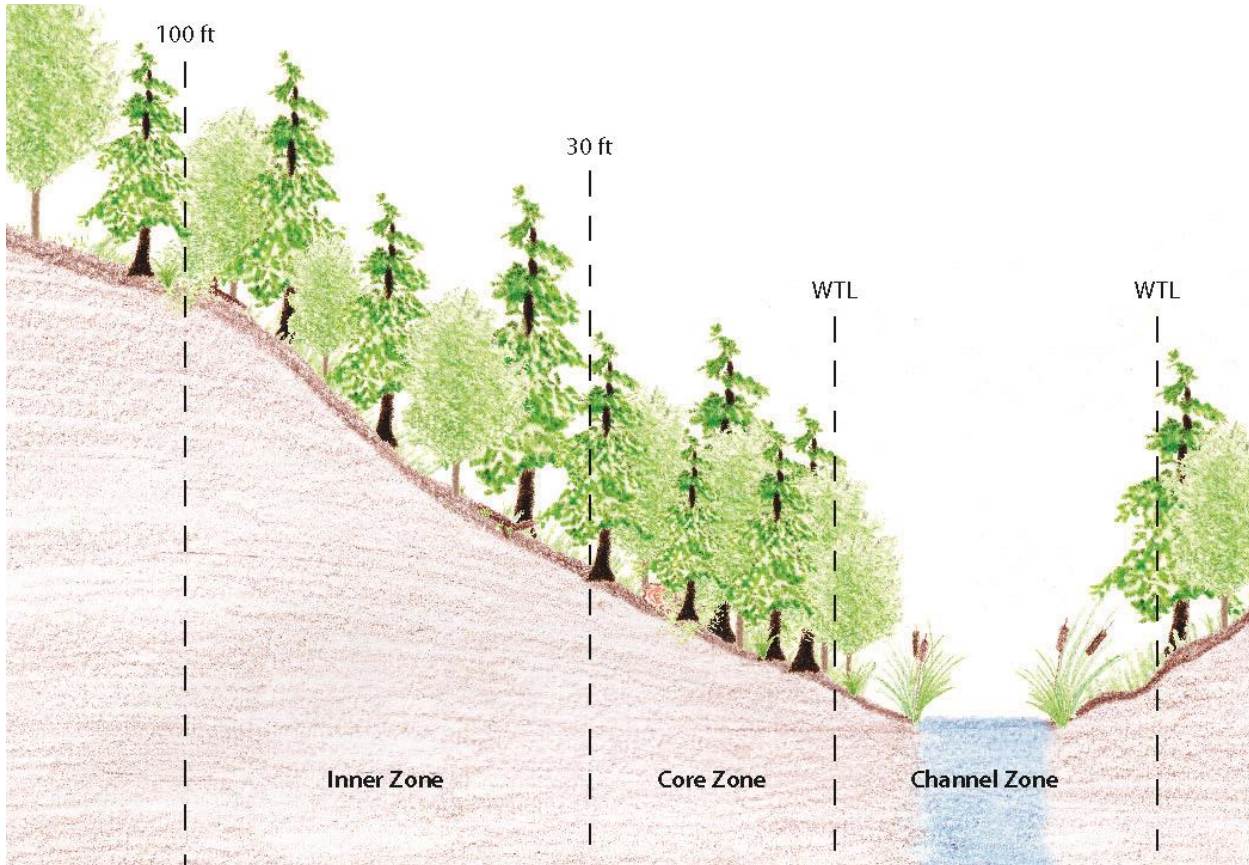 100 ft
30 ft
WTL
WTL
Inner Zone
Core Zone
Channel Zone